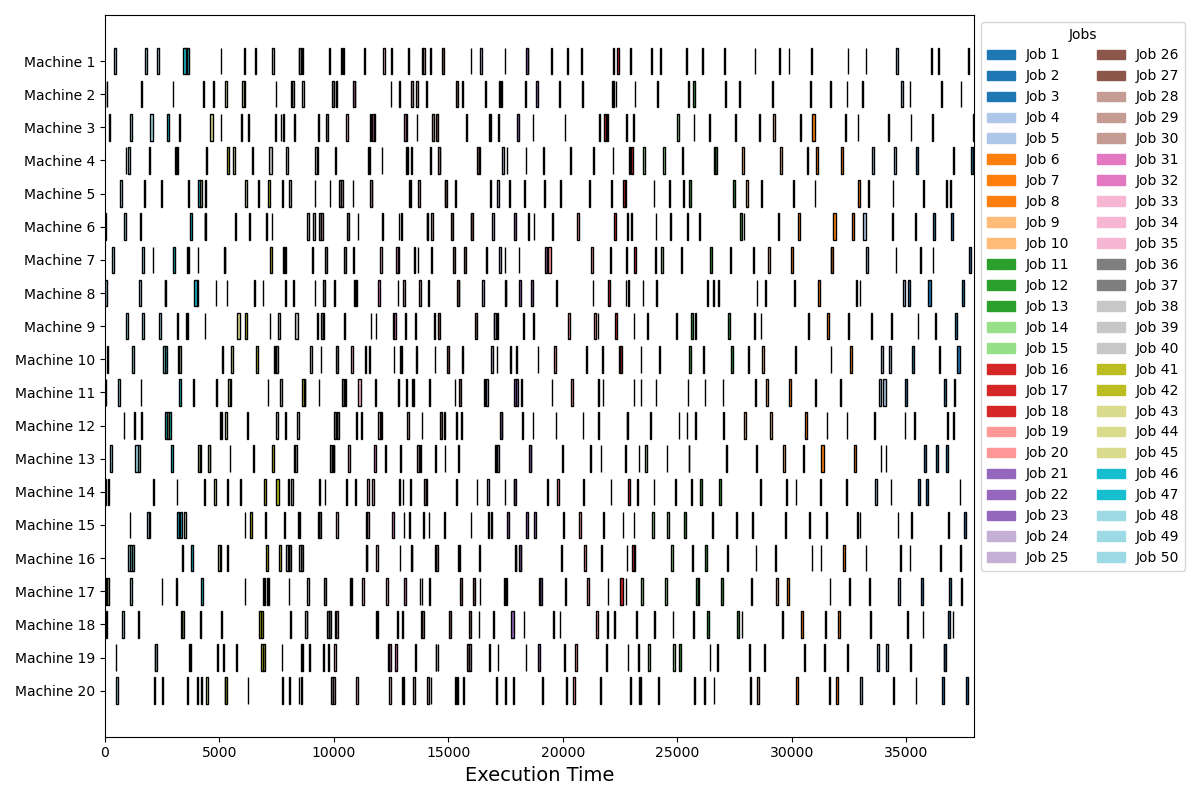 Machine 1
Machine 2
Machine 3
Machine 4
Machine 5
Machine 6
Machine 7
Machine 8
Machine 9
Machine 10
Machine 11
Machine 12
Machine 13
Machine 14
Machine 15
Machine 16
Machine 17
Machine 18
Machine 19
Machine 20
0 5000 10000 15000 20000 25000 30000 35000
Execution Time
Jobs
Job 1
Job 2
Job 3
Job 4
Job 5
Job 6
Job 7
Job 8
Job 9
Job 10
Job 11
Job 12
Job 13
Job 14
Job 15
Job 16
Job 17
Job 18
Job 19
Job 20
Job 21
Job 22
Job 23
Job 24
Job 25
Job 26
Job 27
Job 28
Job 29
Job 30
Job 31
Job 32
Job 33
Job 34
Job 35
Job 36
Job 37
Job 38
Job 39
Job 40
Job 41
Job 42
Job 43
Job 44
Job 45
Job 46
Job 47
Job 48
Job 49
Job 50